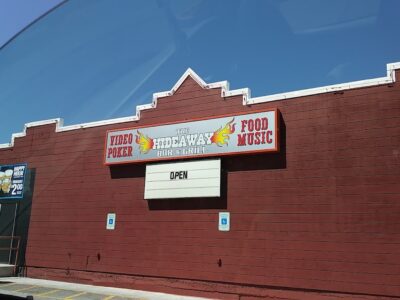 VIDEO
POKER
THE
HIDEAWAY
BAR & GRILL
FOOD
MUSIC
OPEN